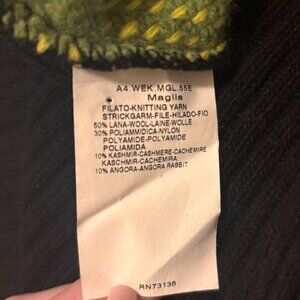 A4.WEK.MGL.55E
Maglia
FILATO-KNITTING YARN
STRICKGARM-FILE-HILADO-FIO
50% LANA-WOOL-LAINE-WOLLE
30% POLIAMMIDICA-NYLON
POLYAMIDE-POLYAMIDE
POLIAMIDA
10% KASHMIR-CASHMERE-CACHEMIRE
KASCHMIR-CACHEMIRA
10% ANGORA-ANGORA RABBIT
RN73136